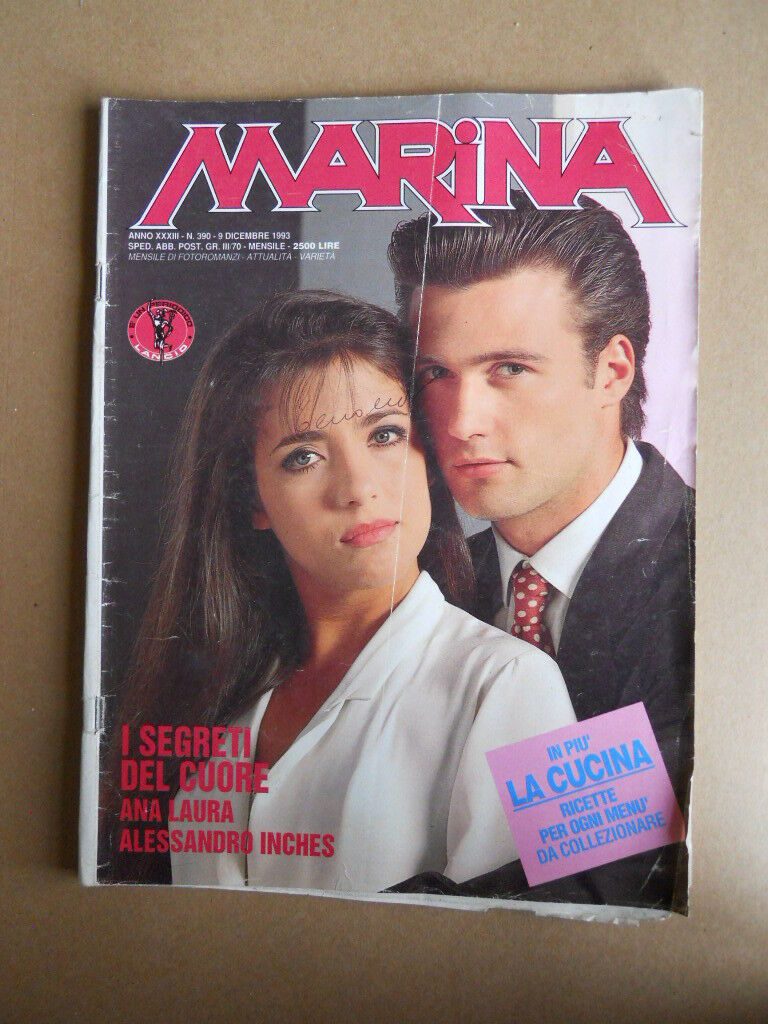 MARiNA
ANNO XXXIII - N. 390 - 9 DICEMBRE 1993
SPED. ABB. POST. GR. III/70 - MENSILE - 2500 LIRE
MENSILE DI FOTOROMANZI - ATTUALITÀ - VARIETÀ
È UN PERIODICO
LANCIO
I SEGRETI
DEL CUORE
ANA LAURA
ALESSANDRO INCHES
IN PIU'
LA CUCINA
RICETTE
PER OGNI MENU'
DA COLLEZIONARE